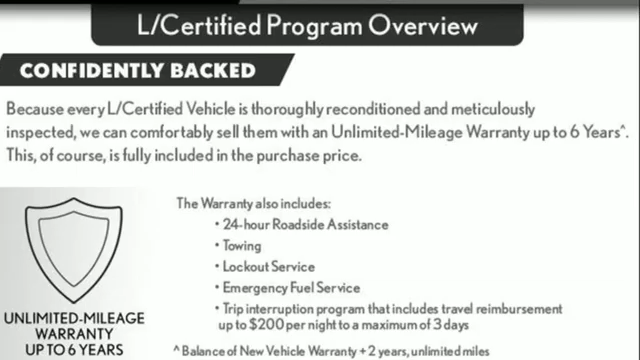 L/Certified Program Overview
CONFIDENTLY BACKED
Because every L/Certified Vehicle is thoroughly reconditioned and meticulously
inspected, we can comfortably sell them with an Unlimited-Mileage Warranty up to 6 Years^.
This, of course, is fully included in the purchase price.
The Warranty also includes:
• 24-hour Roadside Assistance
• Towing
• Lockout Service
• Emergency Fuel Service
• Trip interruption program that includes travel reimbursement
up to $200 per night to a maximum of 3 days
UNLIMITED-MILEAGE
WARRANTY
UP TO 6 YEARS
^ Balance of New Vehicle Warranty + 2 years, unlimited miles